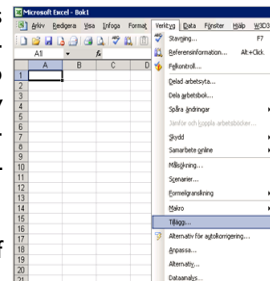 Microsoft Excel - Bok1
Arkiv Redigera Visa Infoga Format Verktyg Data Fönster Hjälp
A1
A B C D
1
2
3
4
5
6
7
8
9
10
11
12
13
14
15
16
17
18
19
20
21
Stavning... F7
Referensinformation... Alt+Click
Felkontroll...
Delad arbetsyta...
Dela arbetsbok...
Spåra ändringar
Jämför och koppla arbetsböcker...
Skydd
Samarbete online
Målsökning...
Scenarier...
Formelgranskning
Makro
Tillägg...
Alternativ för autokorrigering...
Anpassa...
Alternativ...
Dataanalys...